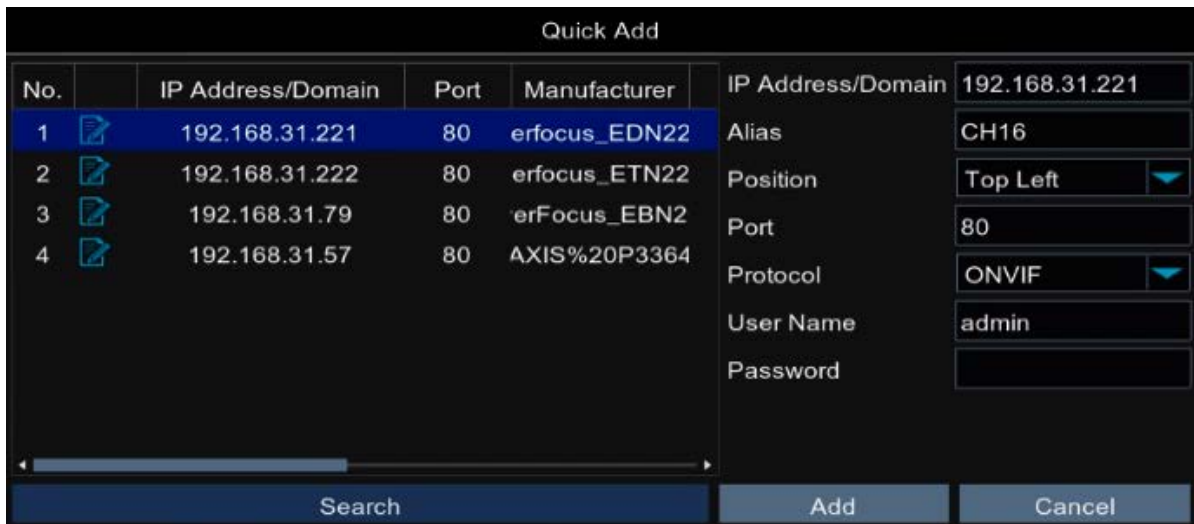 Quick Add
No. IP Address/Domain Port Manufacturer
1 192.168.31.221 80 erfocus_EDN22
2 192.168.31.222 80 erfocus_ETN22
3 192.168.31.79 80 erFocus_EBN2
4 192.168.31.57 80 AXIS%20P3364
IP Address/Domain 192.168.31.221
Alias CH16
Position Top Left
Port 80
Protocol ONVIF
User Name admin
Password
Search Add Cancel